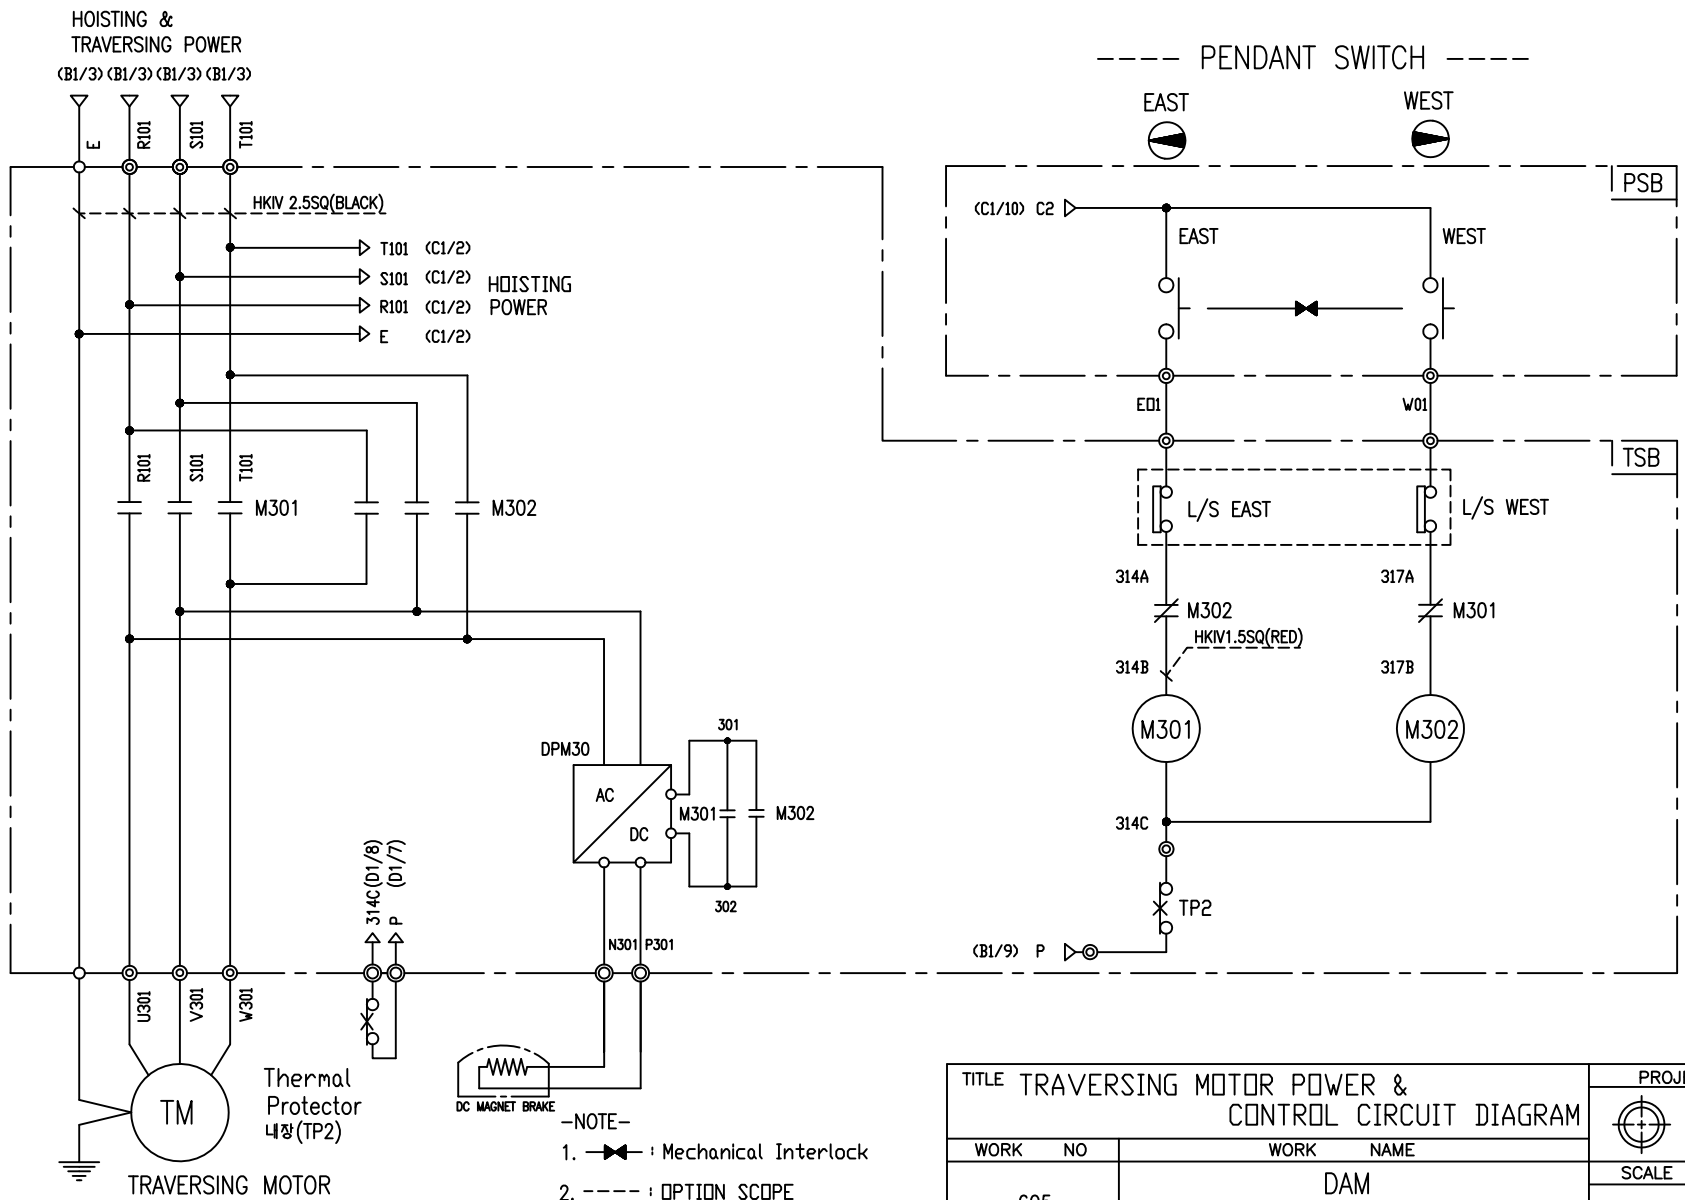 HOISTING &
TRAVERSING POWER
(B1/3) (B1/3) (B1/3) (B1/3)
E
R101
S101
T101
HKIV 2.5SQ(BLACK)
T101 (C1/2)
S101 (C1/2)
R101 (C1/2)
E (C1/2)
HOISTING
POWER
R101
S101
T101
M301
M302
DPM30
AC
DC
301
M301
M302
302
314C(D1/8)
P (D1/7)
N301
P301
U301
V301
W301
TM
Thermal
Protector
내장(TP2)
TRAVERSING MOTOR
DC MAGNET BRAKE
-NOTE-
1. : Mechanical Interlock
2. ----- : OPTION SCOPE
---- PENDANT SWITCH ----
EAST
WEST
PSB
(C1/10) C2
EAST
WEST
E01
W01
TSB
L/S EAST
L/S WEST
314A
317A
M302
M301
HKIV1.5SQ(RED)
314B
317B
M301
M302
314C
TP2
(B1/9) P
TITLE TRAVERSING MOTOR POWER &
CONTROL CIRCUIT DIAGRAM
WORK NO
WORK NAME
DAM
SCALE